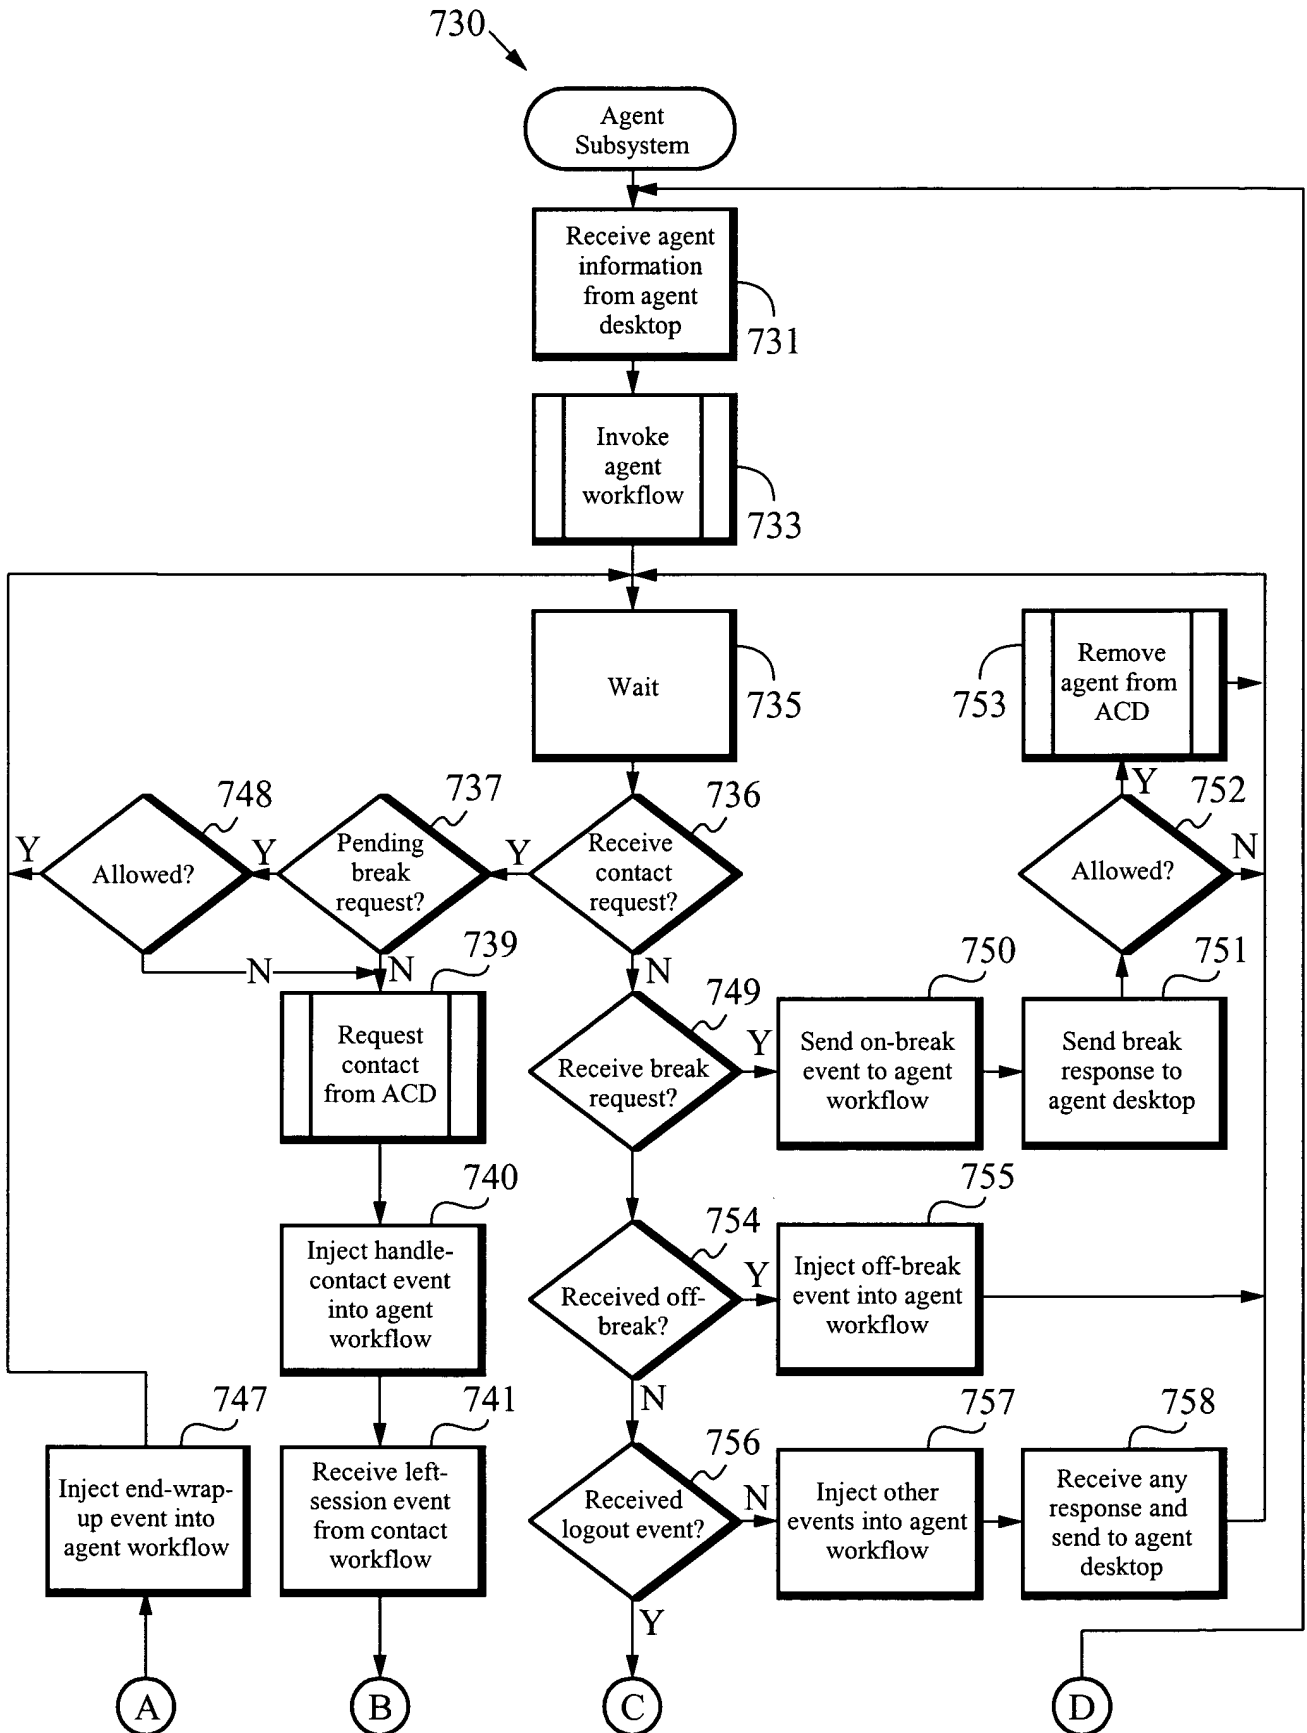 730
Agent
Subsystem
Receive agent
information
from agent
desktop
731
Invoke
agent
workflow
733
Wait
735
Remove
agent from
ACD
753
748
Allowed?
Y
N
737
Pending
break
request?
Y
N
736
Receive
contact
request?
Y
N
752
Allowed?
Y
N
739
Request
contact
from ACD
749
Receive break
request?
Y
750
Send on-break
event to agent
workflow
751
Send break
response to
agent desktop
740
Inject handle-
contact event
into agent
workflow
754
Received off-
break?
Y
N
755
Inject off-break
event into agent
workflow
747
Inject end-wrap-
up event into
agent workflow
741
Receive left-
session event
from contact
workflow
756
Received
logout event?
N
Y
757
Inject other
events into agent
workflow
758
Receive any
response and
send to agent
desktop
A
B
C
D